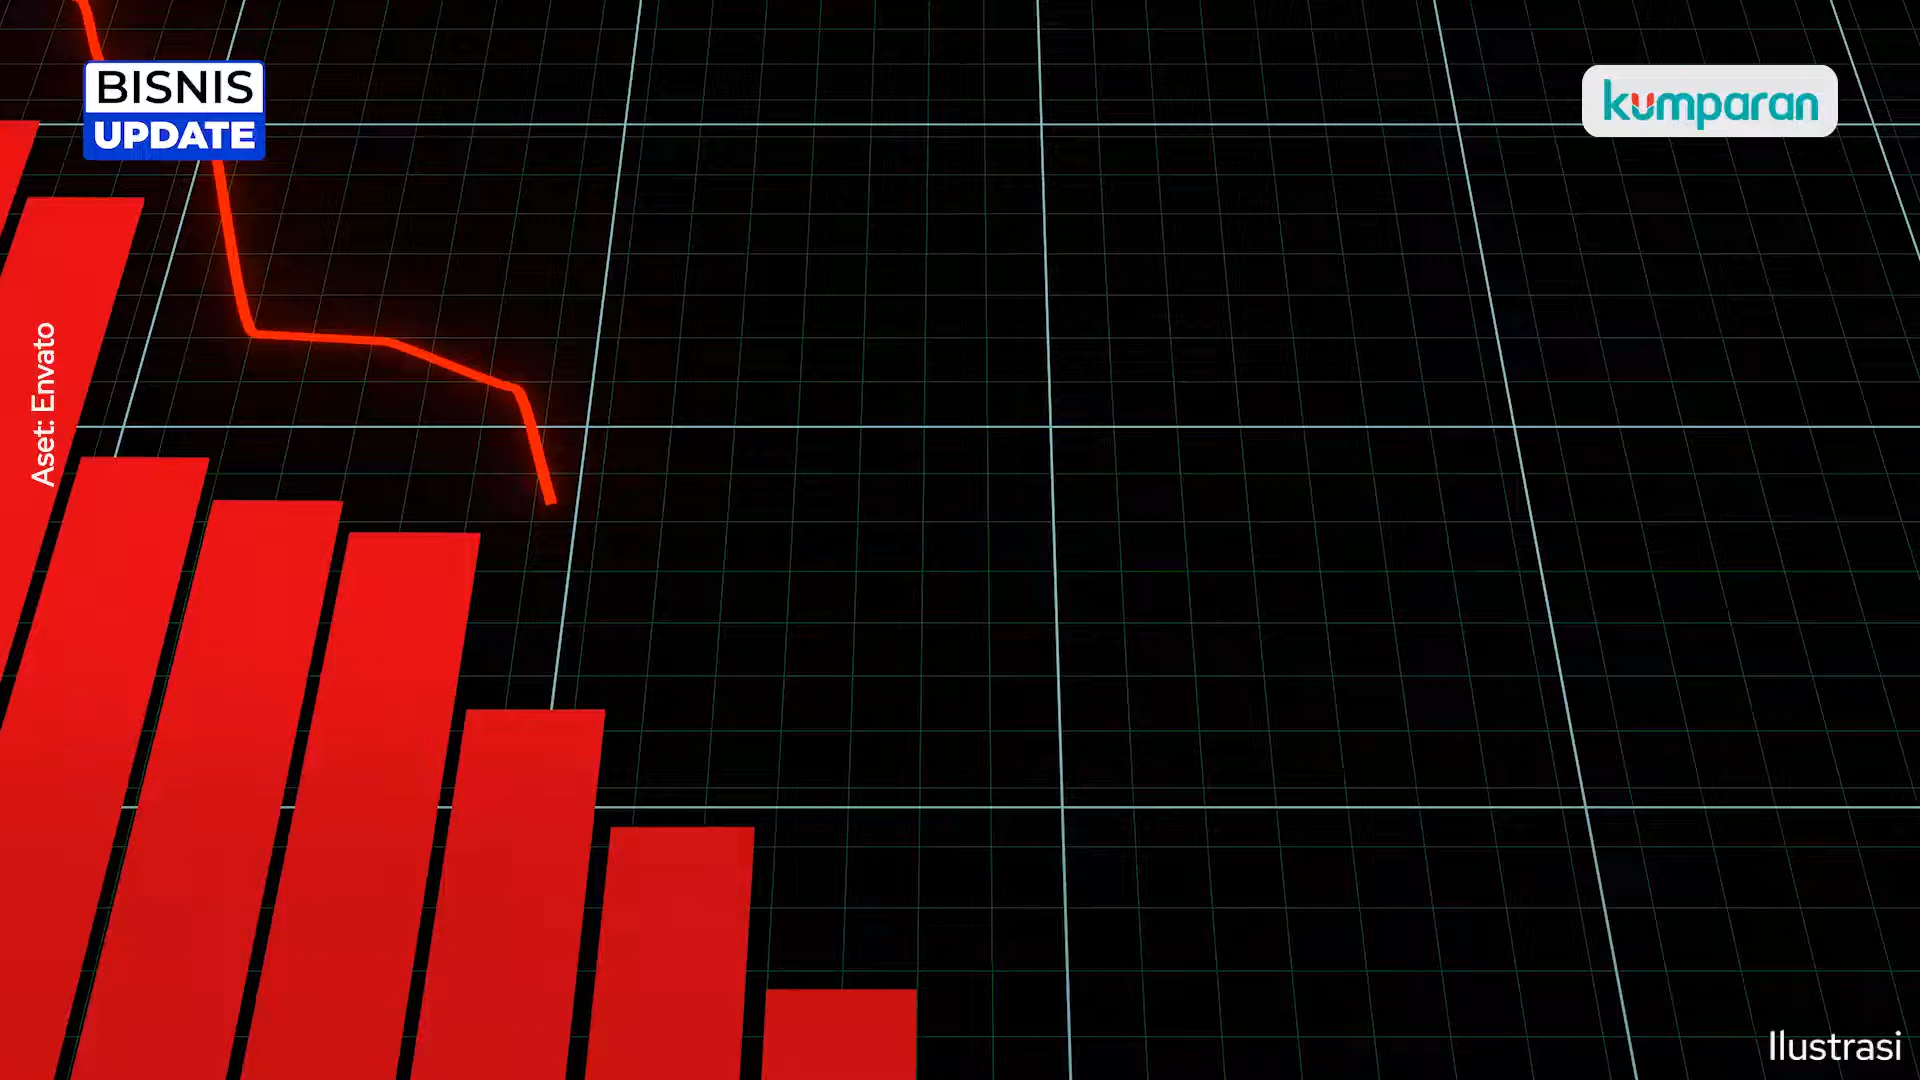 BISNIS
UPDATE
kumparan
Aset: Envato
Ilustrasi